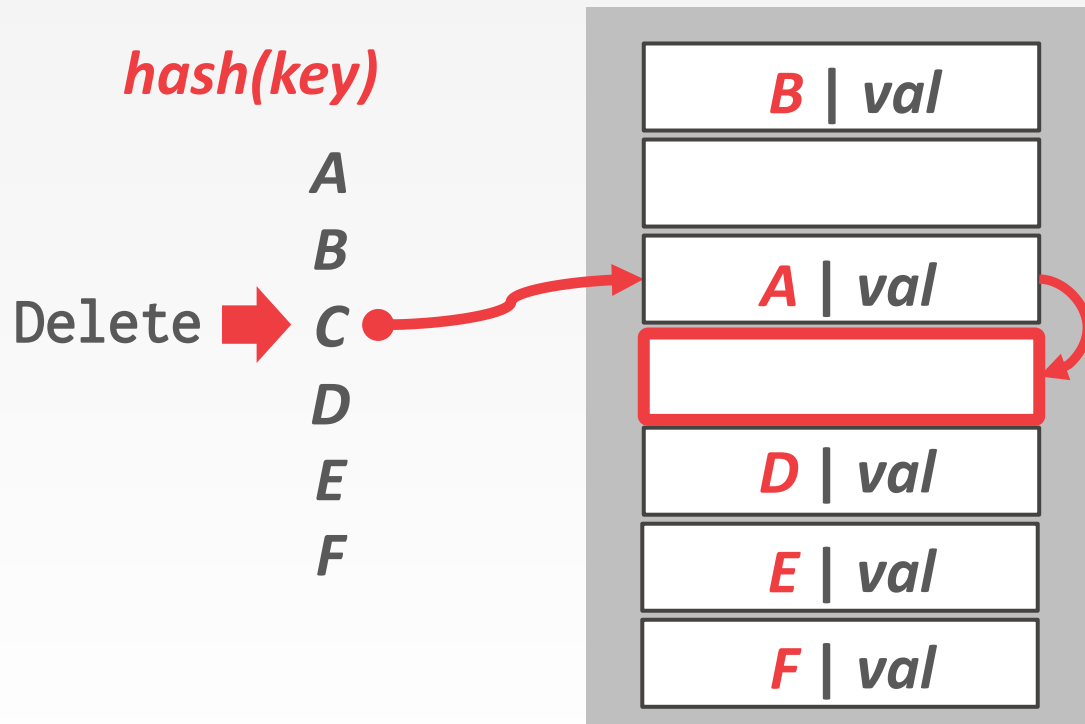 hash(key)
A
B
Delete C
D
E
F
B | val
A | val
D | val
E | val
F | val